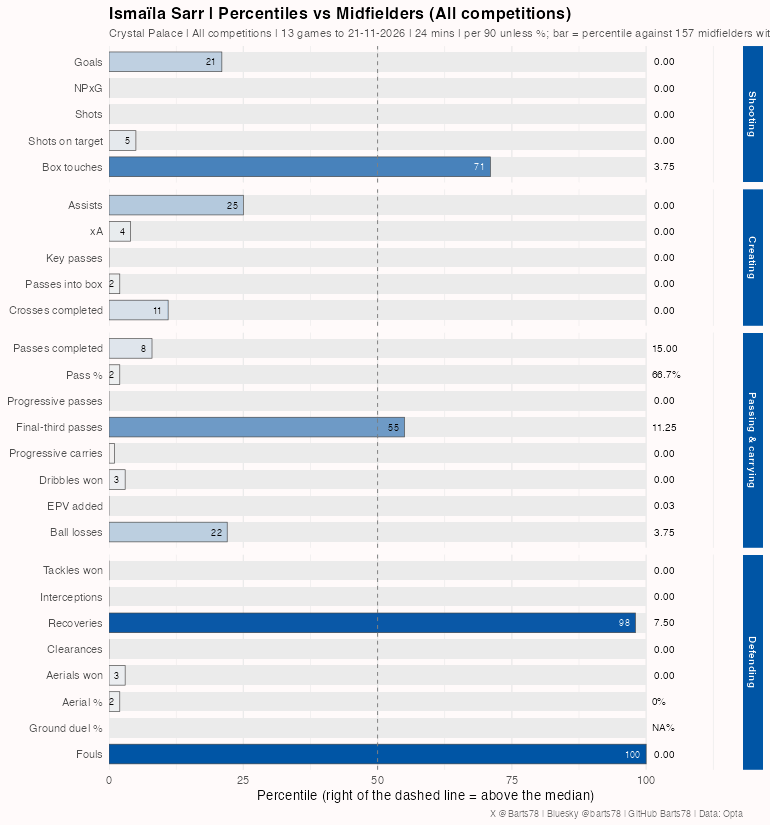 Ismaïla Sarr | Percentiles vs Midfielders (All competitions)
Crystal Palace | All competitions | 13 games to 21-11-2026 | 24 mins | per 90 unless %; bar = percentile against 157 midfielders wit
Goals 21 0.00
NPxG 0.00
Shots 0.00
Shots on target 5 0.00
Box touches 71 3.75
Shooting
Assists 25 0.00
xA 4 0.00
Key passes 0.00
Passes into box 2 0.00
Crosses completed 11 0.00
Creating
Passes completed 8 15.00
Pass % 2 66.7%
Progressive passes 0.00
Final-third passes 55 11.25
Progressive carries 0.00
Dribbles won 3 0.00
EPV added 0.03
Ball losses 22 3.75
Passing & carrying
Tackles won 0.00
Interceptions 0.00
Recoveries 98 7.50
Clearances 0.00
Aerials won 3 0.00
Aerial % 2 0%
Ground duel % NA%
Fouls 100 0.00
Defending
0 25 50 75 100
Percentile (right of the dashed line = above the median)
X @Barts78 | Bluesky @barts78 | GitHub Barts78 | Data: Opta